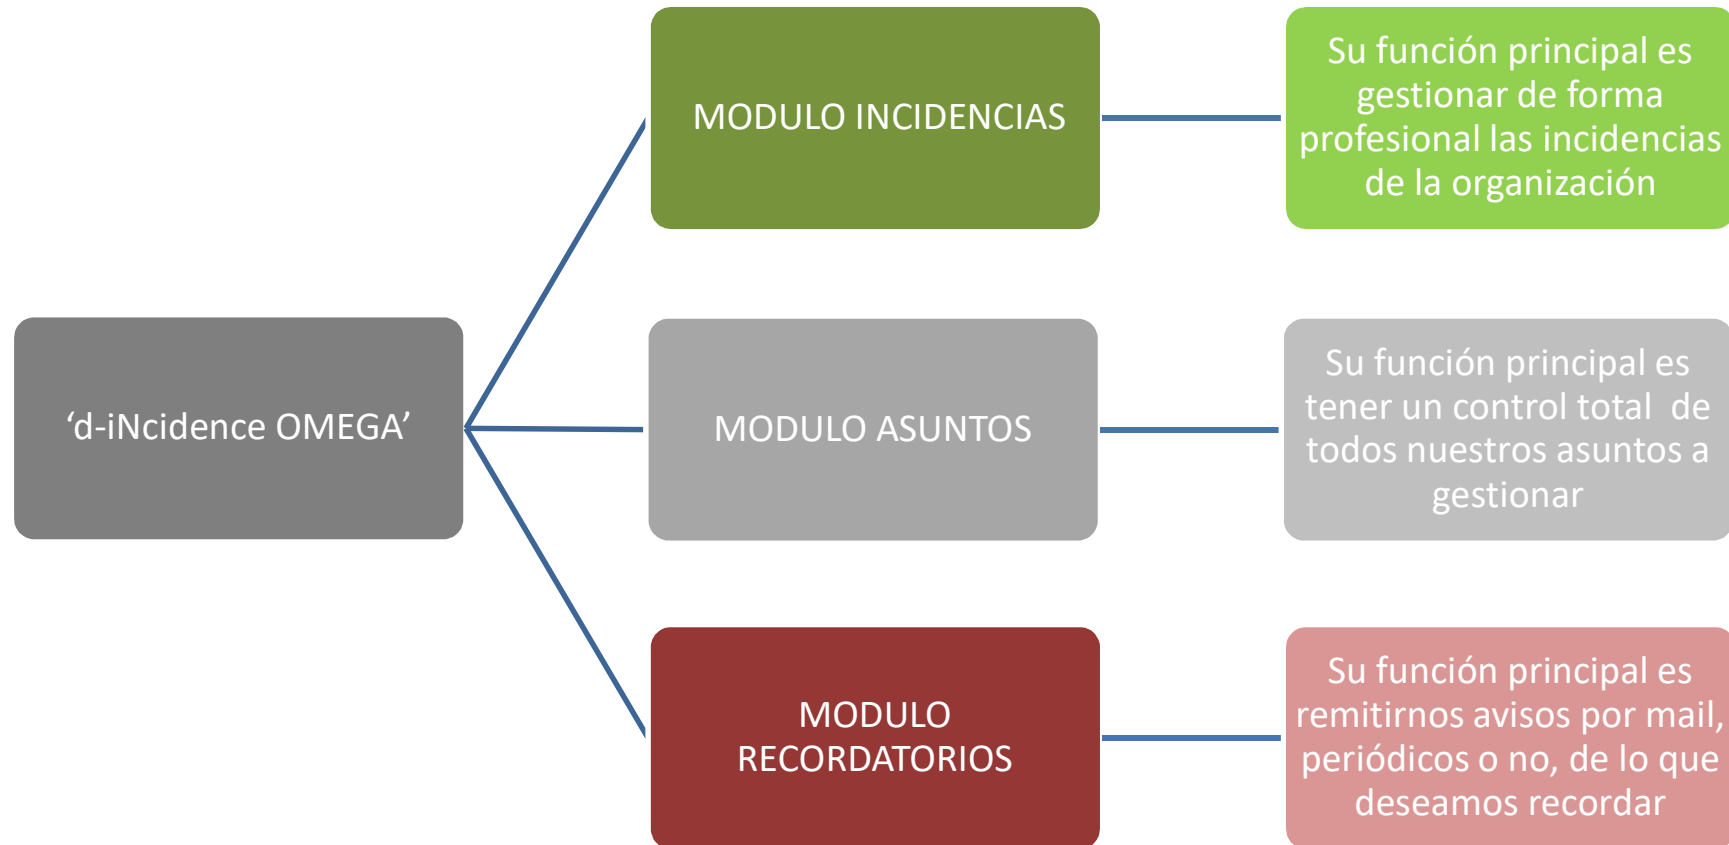 MODULO INCIDENCIAS
Su función principal es
gestionar de forma
profesional las incidencias
de la organización
‘d-iNcidence OMEGA’
MODULO ASUNTOS
Su función principal es
tener un control total  de
todos nuestros asuntos a
gestionar
MODULO
RECORDATORIOS
Su función principal es
remitirnos avisos por mail,
periódicos o no, de lo que
deseamos recordar